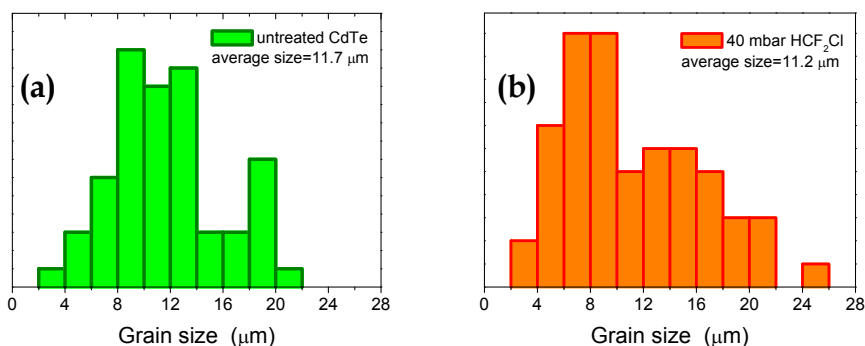 (a)
untreated CdTe
average size=11.7 μm
0 4 8 12 16 20 24 28
Grain size (μm)
(b)
40 mbar HCF₂Cl
average size=11.2 μm
0 4 8 12 16 20 24 28
Grain size (μm)